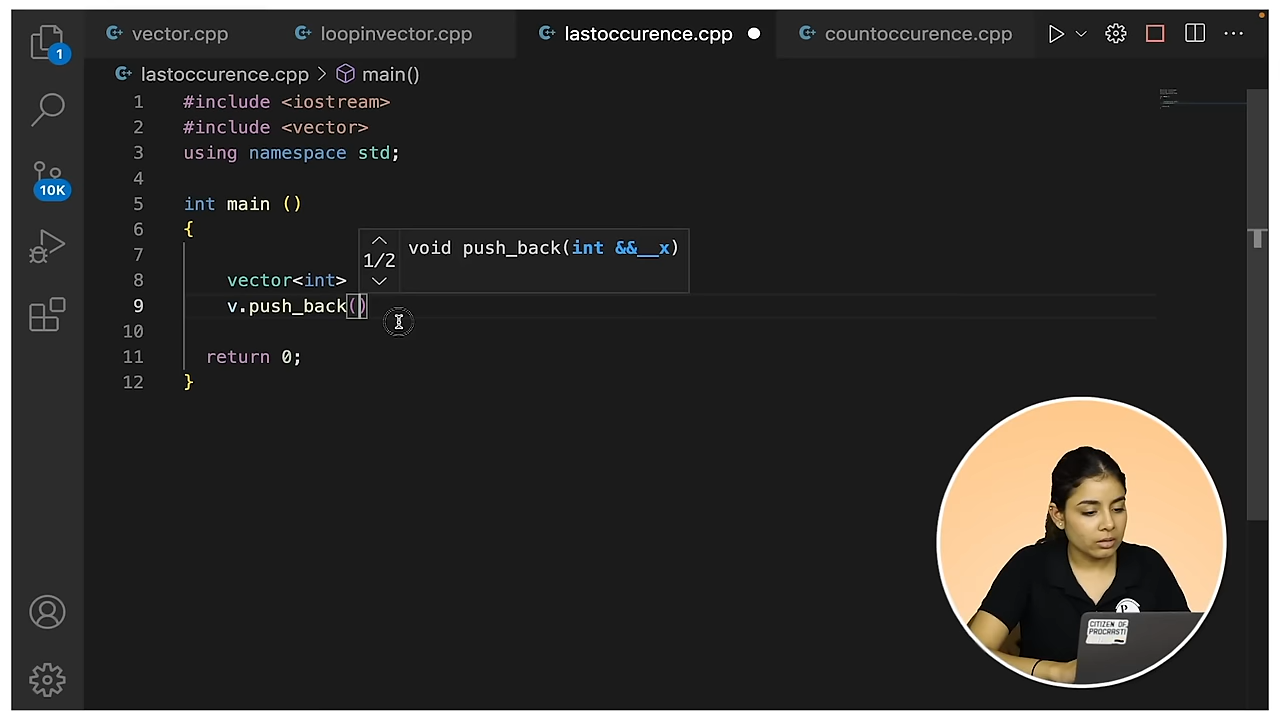 vector.cpp loopinvector.cpp lastoccurence.cpp countoccurence.cpp
1
lastoccurence.cpp > main()
1 #include <iostream>
2 #include <vector>
3 using namespace std;
4
10K
5 int main ()
6 {
7
1/2 void push_back(int &&__x)
8 vector<int>
9 v.push_back()
10
11 return 0;
12 }
T
CITIZEN OF
PROCRASTI